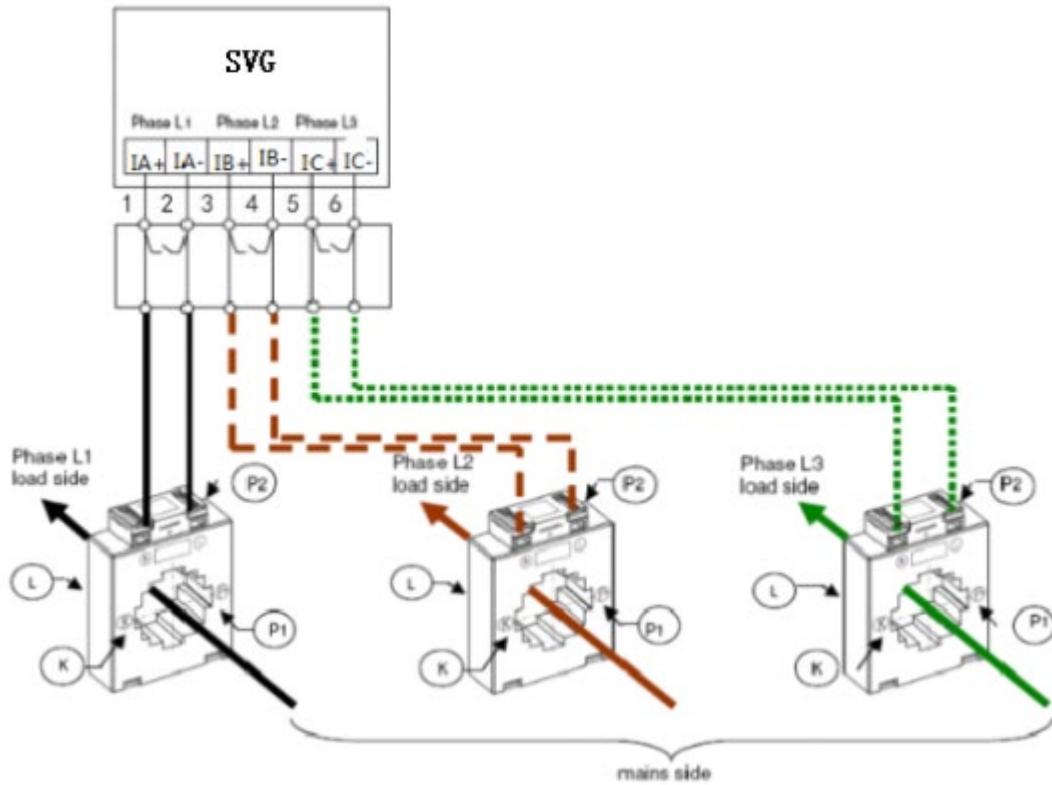 SVG
Phase L1 Phase L2 Phase L3
IA+ IA- IB+ IB- IC+ IC-
1 2 3 4 5 6
Phase L1
load side
P2
L
P1
K
Phase L2
load side
P2
L
P1
K
Phase L3
load side
P2
L
P1
K
mains side